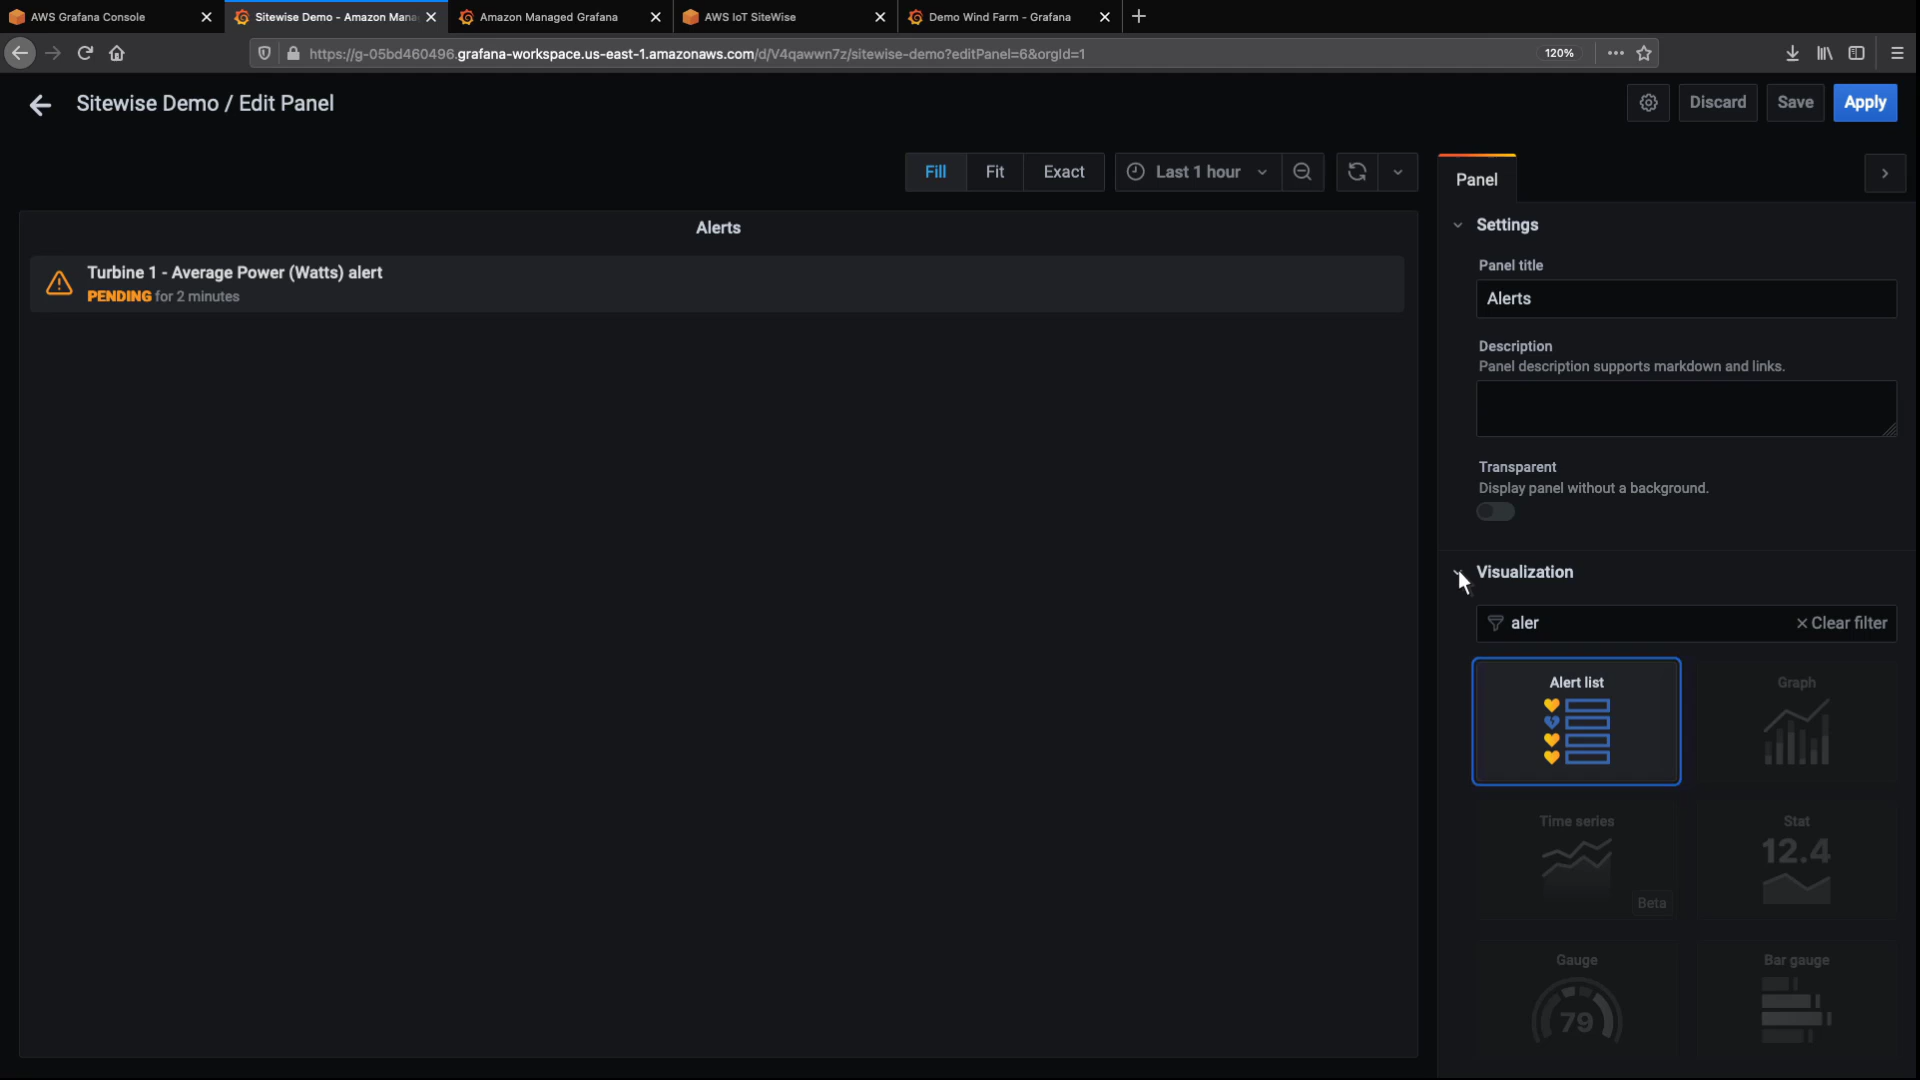 AWS Grafana Console
Sitewise Demo - Amazon Mana
Amazon Managed Grafana
AWS IoT SiteWise
Demo Wind Farm - Grafana
https://g-05bd460496.grafana-workspace.us-east-1.amazonaws.com/d/V4qawwn7z/sitewise-demo?editPanel=6&orgId=1
120%
Sitewise Demo / Edit Panel
Discard
Save
Apply
Fill
Fit
Exact
Last 1 hour
Panel
Alerts
Turbine 1 - Average Power (Watts) alert
PENDING for 2 minutes
Settings
Panel title
Alerts
Description
Panel description supports markdown and links.
Transparent
Display panel without a background.
Visualization
aler
Clear filter
Alert list
Graph
Time series
Beta
Stat
12.4
Gauge
79
Bar gauge